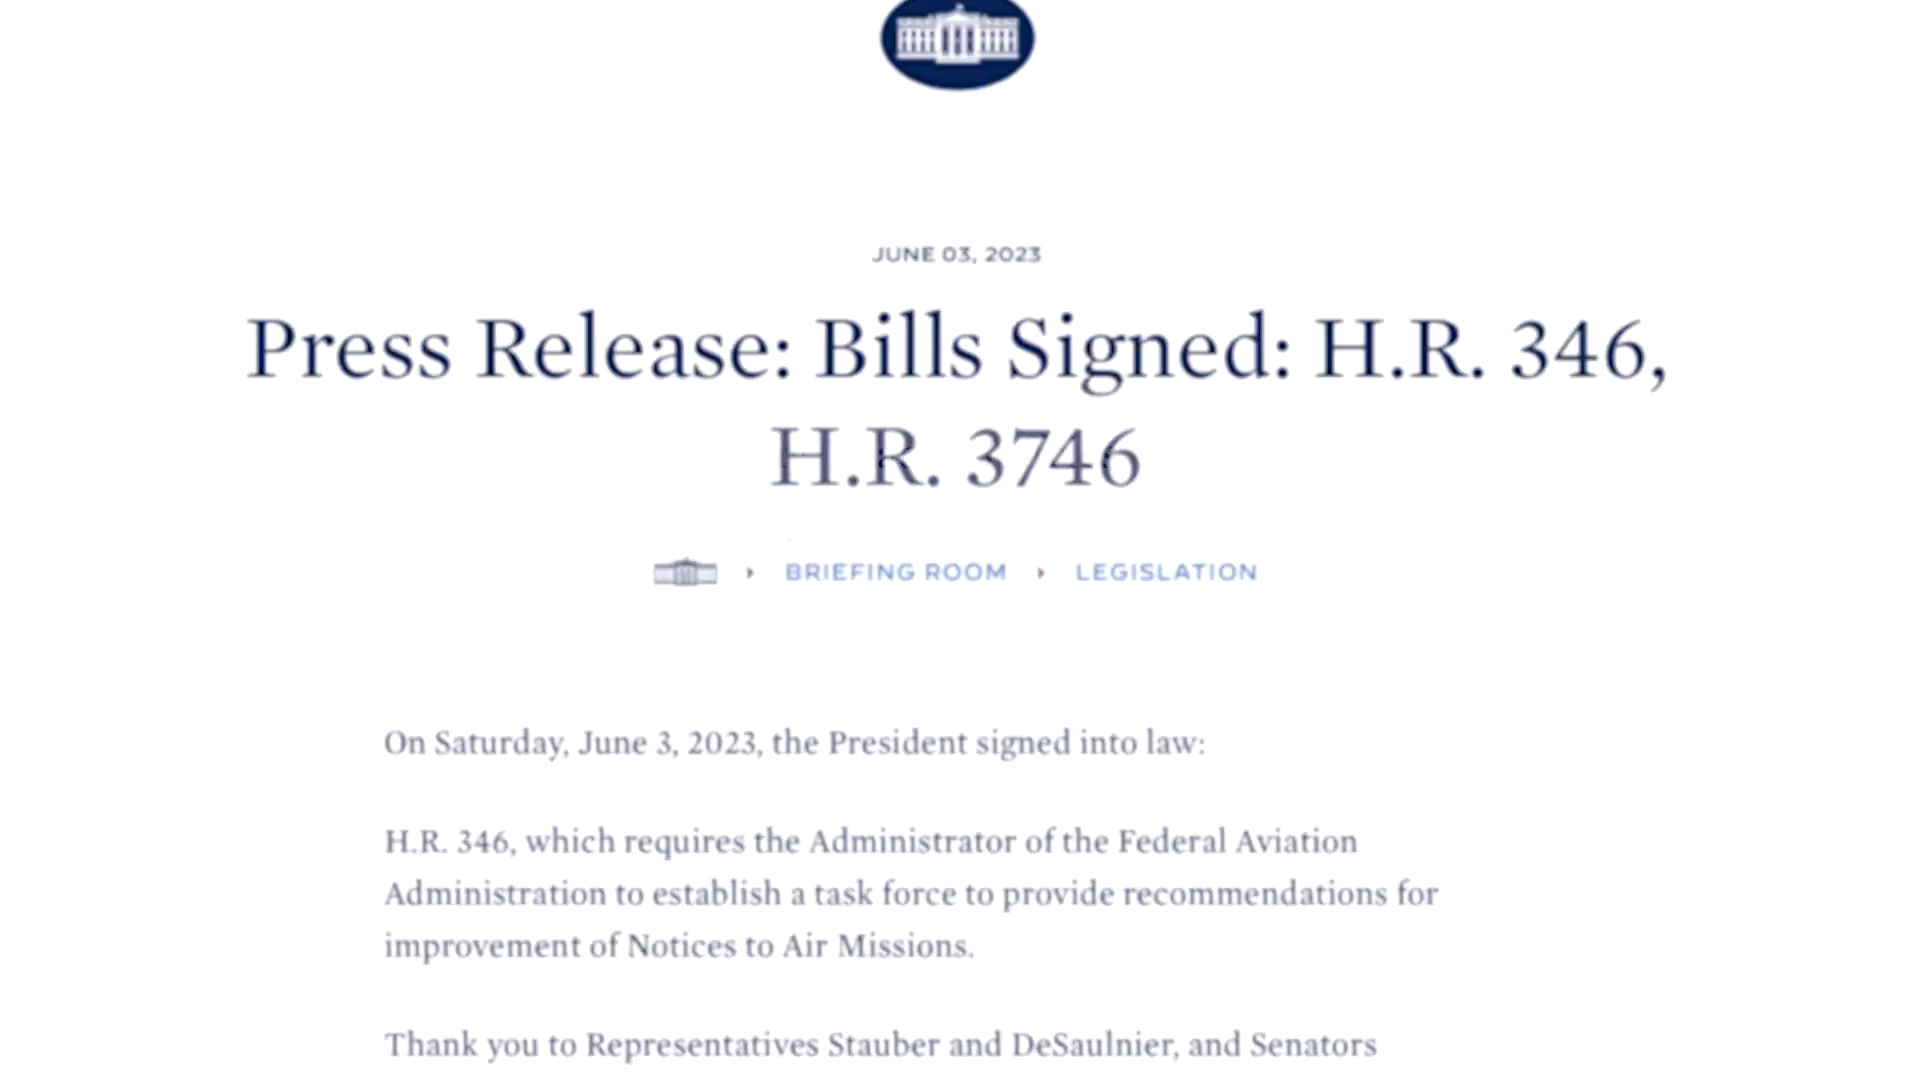 JUNE 03, 2023
Press Release: Bills Signed: H.R. 346,
H.R. 3746
BRIEFING ROOM
LEGISLATION
On Saturday, June 3, 2023, the President signed into law:
H.R. 346, which requires the Administrator of the Federal Aviation
Administration to establish a task force to provide recommendations for
improvement of Notices to Air Missions.
Thank you to Representatives Stauber and DeSaulnier, and Senators